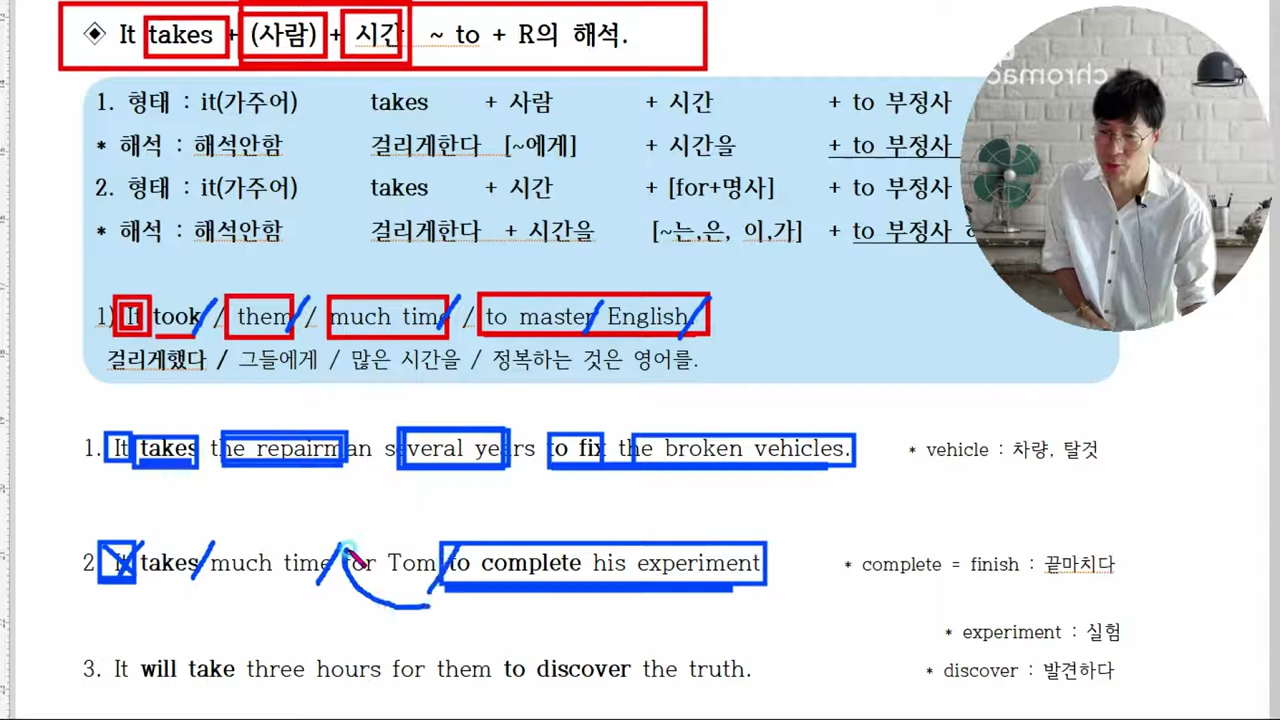 ◈ It takes + (사람) + 시간 ~ to + R의 해석.
1. 형태 : it(가주어) takes + 사람 + 시간 + to 부정사
* 해석 : 해석안함 걸리게한다 [~에게] + 시간을 + to 부정사
2. 형태 : it(가주어) takes + 시간 + [for+명사] + to 부정사
* 해석 : 해석안함 걸리게한다 + 시간을 [~는,은, 이,가] + to 부정사
1) It took / them / much time / to master English.
걸리게했다 / 그들에게 / 많은 시간을 / 정복하는 것은 영어를.
1. It takes the repairman several years to fix the broken vehicles. * vehicle : 차량, 탈것
2. It takes much time for Tom to complete his experiment * complete = finish : 끝마치다
* experiment : 실험
3. It will take three hours for them to discover the truth. * discover : 발견하다